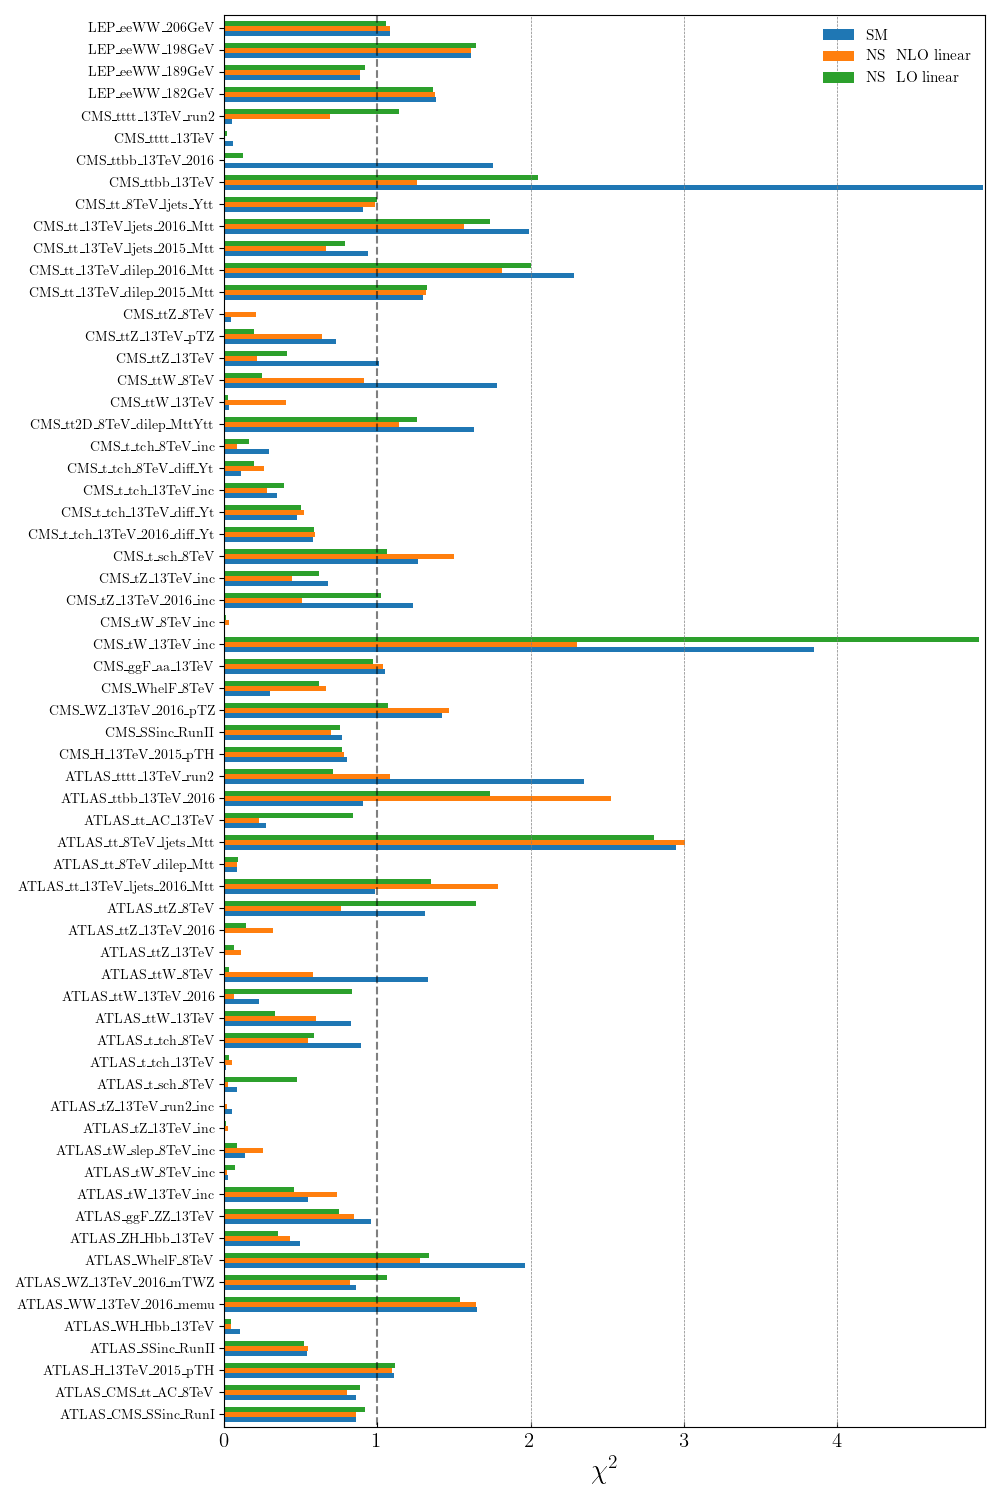 LEP_eeWW_206GeV
LEP_eeWW_198GeV
LEP_eeWW_189GeV
LEP_eeWW_182GeV
CMS_tttt_13TeV_run2
CMS_tttt_13TeV
CMS_ttbb_13TeV_2016
CMS_ttbb_13TeV
CMS_tt_8TeV_ljets_Ytt
CMS_tt_13TeV_ljets_2016_Mtt
CMS_tt_13TeV_ljets_2015_Mtt
CMS_tt_13TeV_dilep_2016_Mtt
CMS_tt_13TeV_dilep_2015_Mtt
CMS_ttZ_8TeV
CMS_ttZ_13TeV_pTZ
CMS_ttZ_13TeV
CMS_ttW_8TeV
CMS_ttW_13TeV
CMS_tt2D_8TeV_dilep_MttYtt
CMS_t_tch_8TeV_inc
CMS_t_tch_8TeV_diff_Yt
CMS_t_tch_13TeV_inc
CMS_t_tch_13TeV_diff_Yt
CMS_t_tch_13TeV_2016_diff_Yt
CMS_t_sch_8TeV
CMS_tZ_13TeV_inc
CMS_tZ_13TeV_2016_inc
CMS_tW_8TeV_inc
CMS_tW_13TeV_inc
CMS_ggF_aa_13TeV
CMS_WhelF_8TeV
CMS_WZ_13TeV_2016_pTZ
CMS_SSinc_RunII
CMS_H_13TeV_2015_pTH
ATLAS_tttt_13TeV_run2
ATLAS_ttbb_13TeV_2016
ATLAS_tt_AC_13TeV
ATLAS_tt_8TeV_ljets_Mtt
ATLAS_tt_8TeV_dilep_Mtt
ATLAS_tt_13TeV_ljets_2016_Mtt
ATLAS_ttZ_8TeV
ATLAS_ttZ_13TeV_2016
ATLAS_ttZ_13TeV
ATLAS_ttW_8TeV
ATLAS_ttW_13TeV_2016
ATLAS_ttW_13TeV
ATLAS_t_tch_8TeV
ATLAS_t_tch_13TeV
ATLAS_t_sch_8TeV
ATLAS_tZ_13TeV_run2_inc
ATLAS_tZ_13TeV_inc
ATLAS_tW_slep_8TeV_inc
ATLAS_tW_8TeV_inc
ATLAS_tW_13TeV_inc
ATLAS_ggF_ZZ_13TeV
ATLAS_ZH_Hbb_13TeV
ATLAS_WhelF_8TeV
ATLAS_WZ_13TeV_2016_mTWZ
ATLAS_WW_13TeV_2016_memu
ATLAS_WH_Hbb_13TeV
ATLAS_SSinc_RunII
ATLAS_H_13TeV_2015_pTH
ATLAS_CMS_tt_AC_8TeV
ATLAS_CMS_SSinc_RunI
SM
NS NLO linear
NS LO linear
0 1 2 3 4
χ²